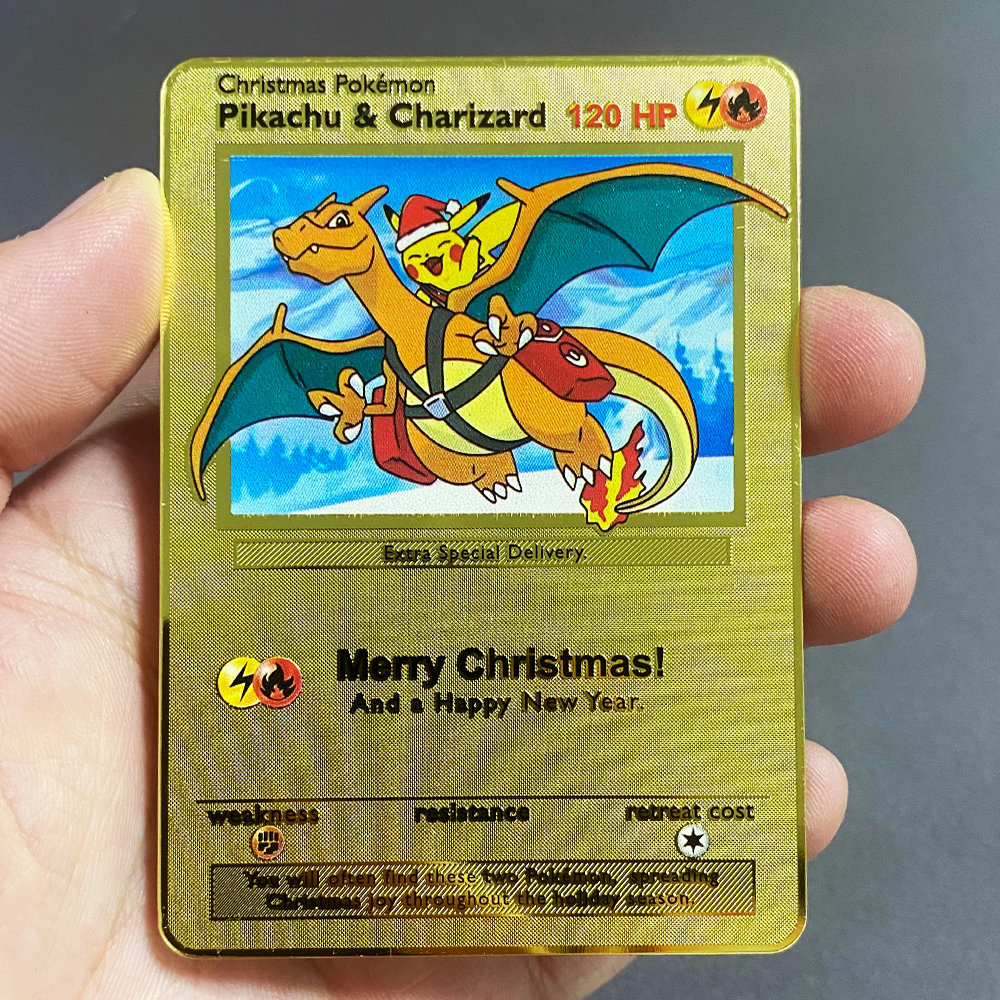 Christmas Pokémon
Pikachu & Charizard 120 HP
Extra Special Delivery.
Merry Christmas!
And a Happy New Year.
weakness resistance retreat cost
You will often find these two Pokémon, spreading
Christmas joy throughout the holiday season.